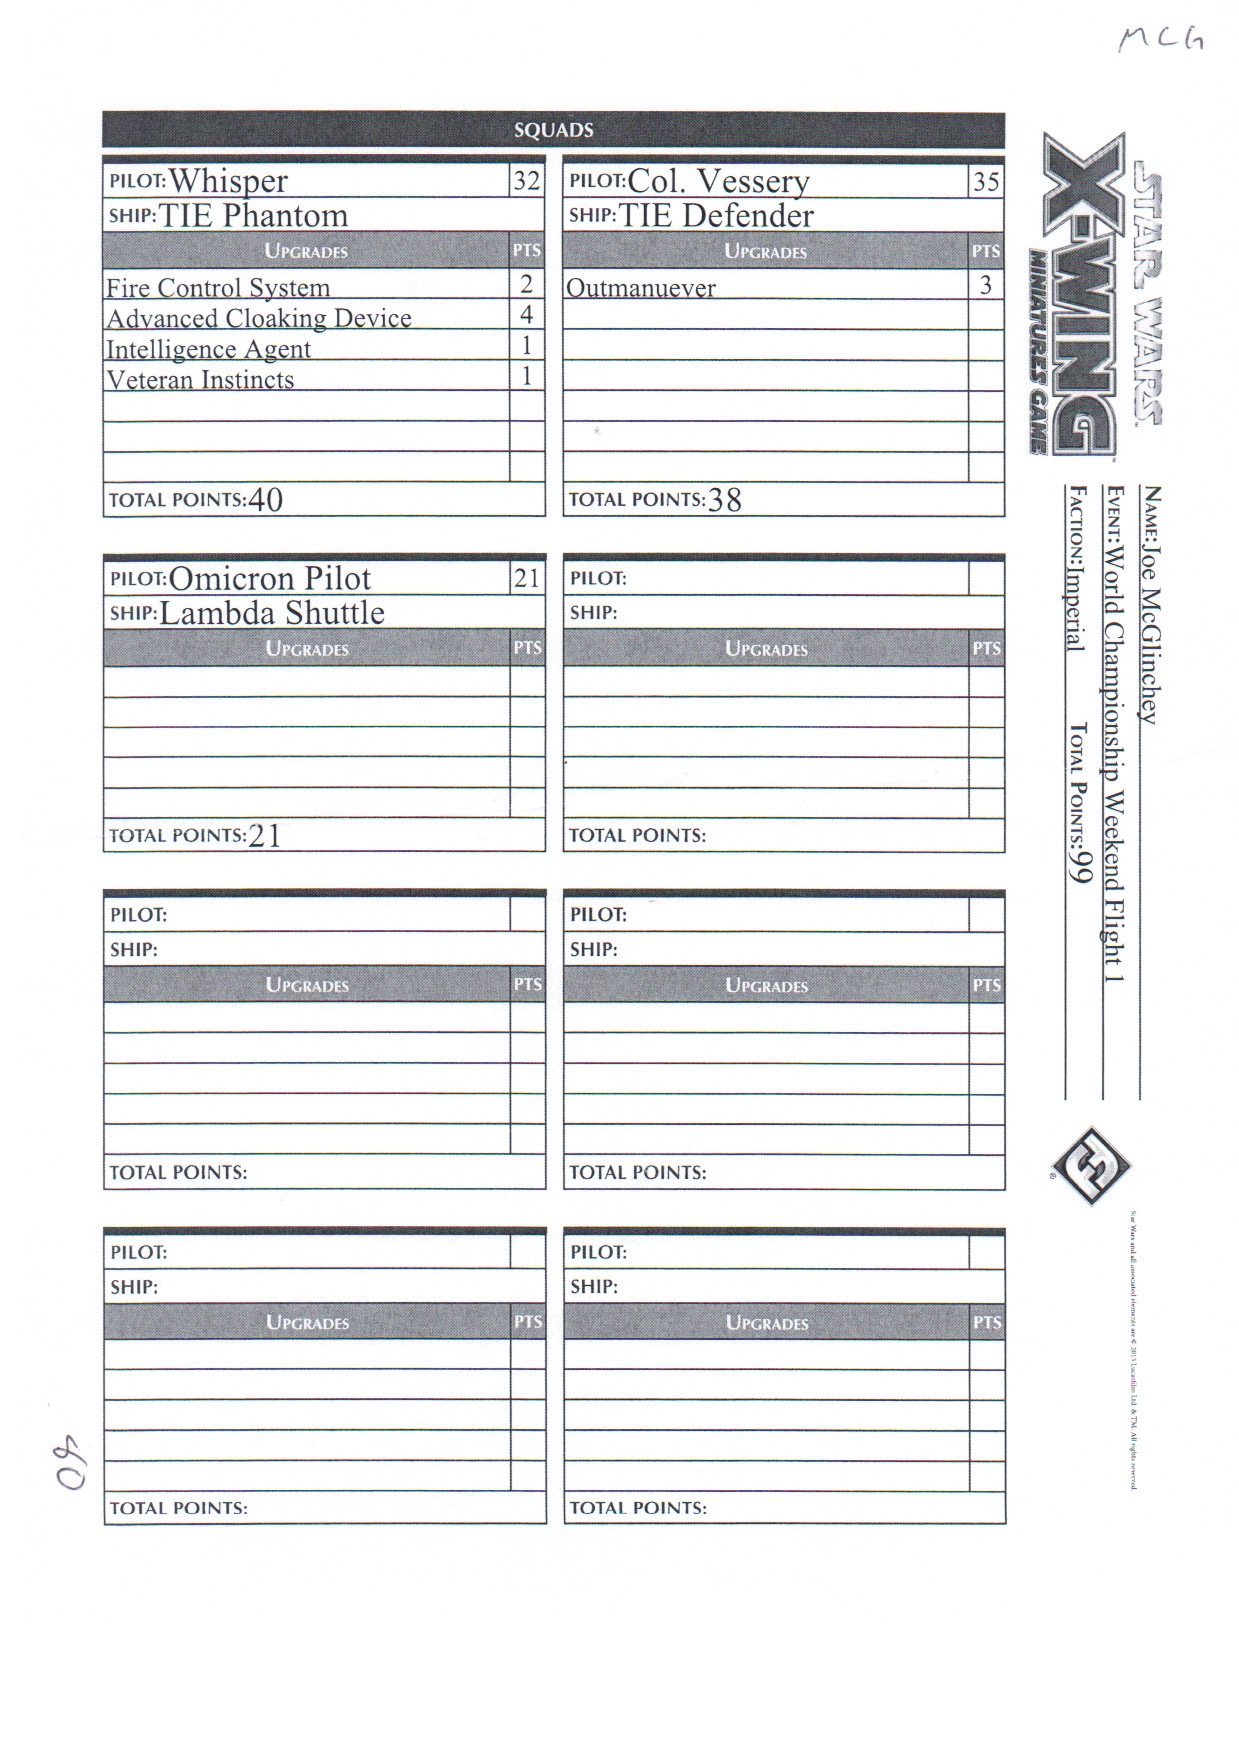 MCG
SQUADS
PILOT: Whisper 32
SHIP: TIE Phantom
UPGRADES PTS
Fire Control System 2
Advanced Cloaking Device 4
Intelligence Agent 1
Veteran Instincts 1
TOTAL POINTS: 40
PILOT: Col. Vessery 35
SHIP: TIE Defender
UPGRADES PTS
Outmanuever 3
TOTAL POINTS: 38
PILOT: Omicron Pilot 21
SHIP: Lambda Shuttle
UPGRADES PTS
TOTAL POINTS: 21
PILOT:
SHIP:
UPGRADES PTS
TOTAL POINTS:
PILOT:
SHIP:
UPGRADES PTS
TOTAL POINTS:
PILOT:
SHIP:
UPGRADES PTS
TOTAL POINTS:
PILOT:
SHIP:
UPGRADES PTS
TOTAL POINTS:
PILOT:
SHIP:
UPGRADES PTS
TOTAL POINTS:
STAR WARS™
X-WING™
MINIATURES GAME
NAME: Joe McGlinchey
EVENT: World Championship Weekend Flight 1
FACTION: Imperial TOTAL POINTS: 99
Star Wars and all associated elements are © 2013 Lucasfilm Ltd. & TM. All rights reserved.